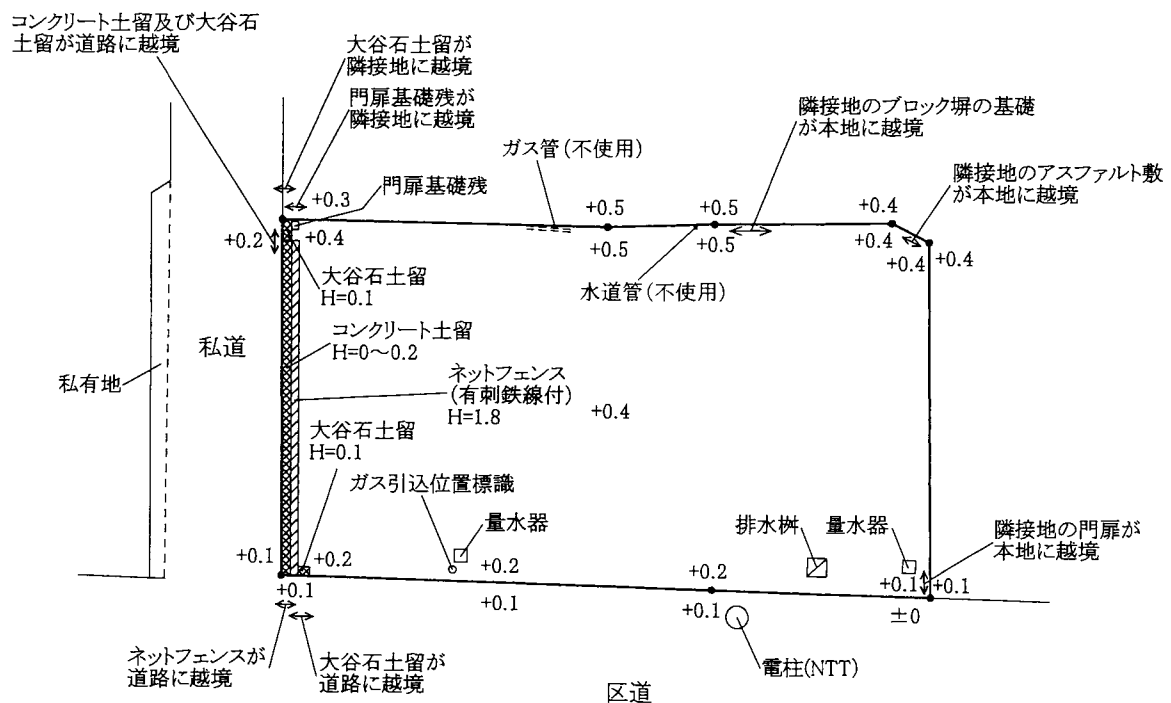 コンクリート土留及び大谷石
土留が道路に越境
大谷石土留が
隣接地に越境
門扉基礎残が
隣接地に越境
隣接地のブロック塀の基礎
が本地に越境
ガス管(不使用)
隣接地のアスファルト敷
が本地に越境
門扉基礎残
+0.3
+0.5
+0.5
+0.4
+0.2
+0.4
+0.5
+0.5
+0.4
+0.4
+0.4
大谷石土留
H=0.1
水道管(不使用)
コンクリート土留
H=0～0.2
私道
私有地
ネットフェンス
(有刺鉄線付)
H=1.8
+0.4
大谷石土留
H=0.1
ガス引込位置標識
量水器
排水桝
量水器
隣接地の門扉が
本地に越境
+0.1
+0.2
+0.2
+0.2
+0.1
+0.1
+0.1
+0.1
+0.1
±0
ネットフェンスが
道路に越境
大谷石土留が
道路に越境
電柱(NTT)
区道